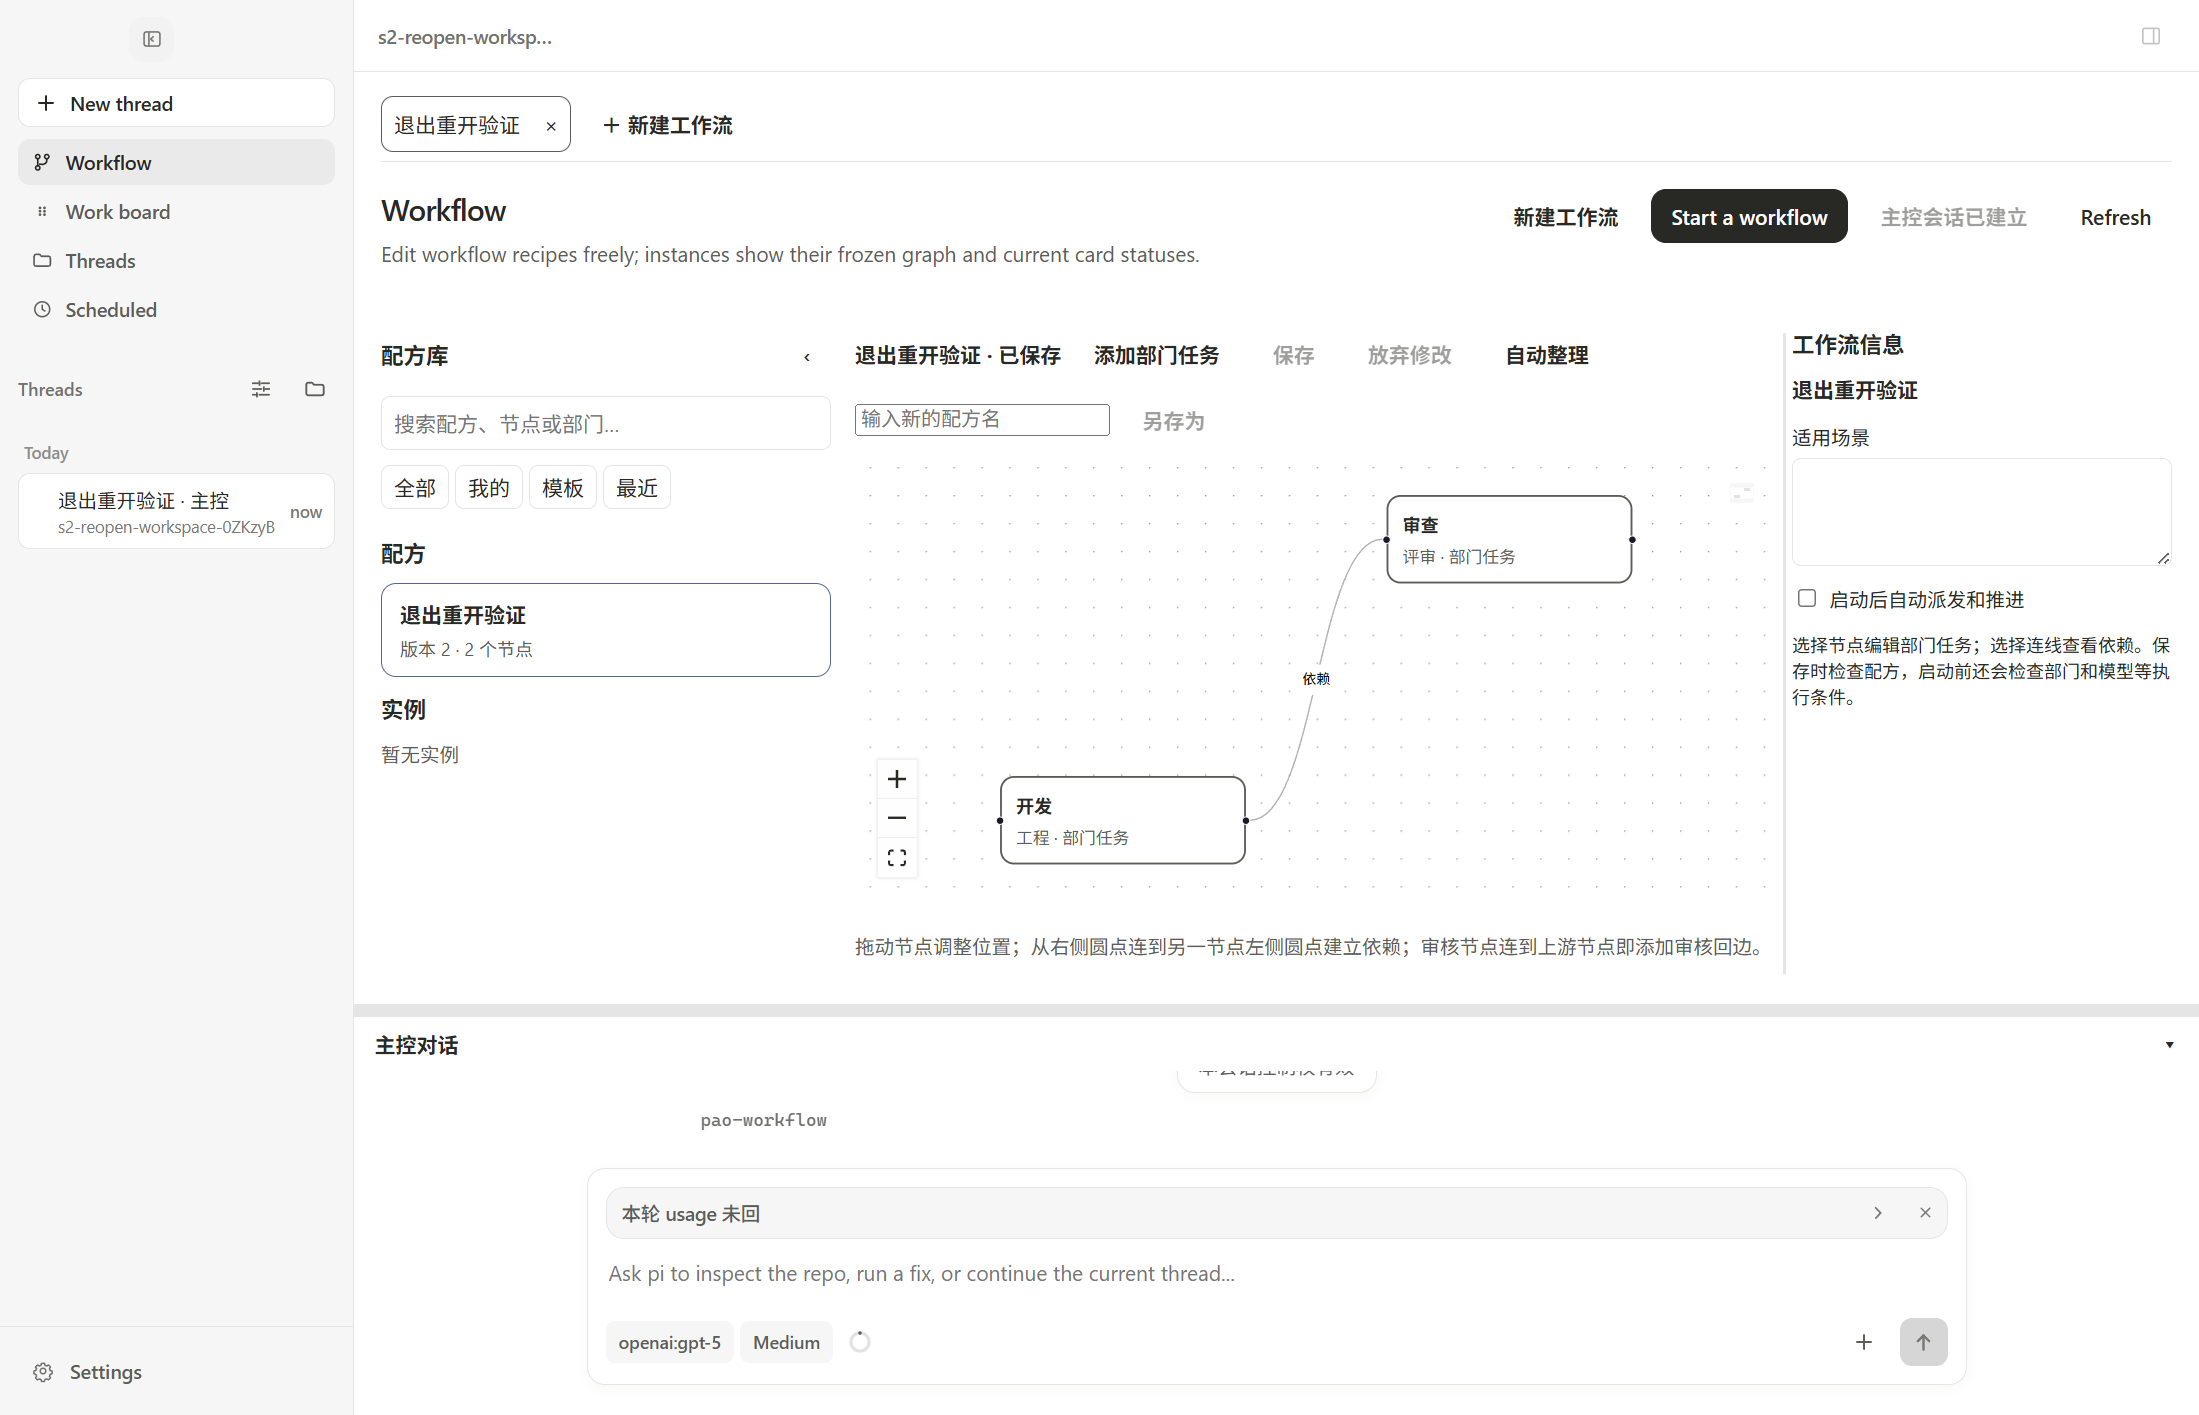 s2-reopen-worksp...
New thread
Workflow
Work board
Threads
Scheduled
Threads
Today
退出重开验证 · 主控
s2-reopen-workspace-0ZKzyB
now
Settings
退出重开验证 ×
+ 新建工作流
Workflow
Edit workflow recipes freely; instances show their frozen graph and current card statuses.
新建工作流
Start a workflow
主控会话已建立
Refresh
配方库
搜索配方、节点或部门...
全部
我的
模板
最近
配方
退出重开验证
版本 2 · 2 个节点
实例
暂无实例
退出重开验证 · 已保存
添加部门任务
保存
放弃修改
自动整理
输入新的配方名
另存为
审查
评审 · 部门任务
依赖
开发
工程 · 部门任务
拖动节点调整位置；从右侧圆点连到另一节点左侧圆点建立依赖；审核节点连到上游节点即添加审核回边。
工作流信息
退出重开验证
适用场景
启动后自动派发和推进
选择节点编辑部门任务；选择连线查看依赖。保
存时检查配方，启动前还会检查部门和模型等执
行条件。
主控对话
pao-workflow
本轮 usage 未回
Ask pi to inspect the repo, run a fix, or continue the current thread...
openai:gpt-5
Medium